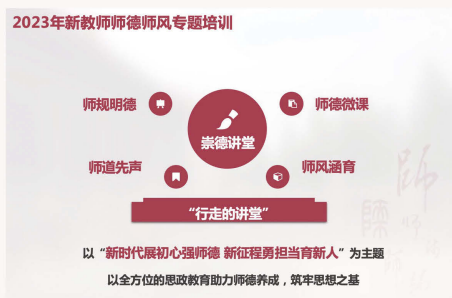 2023年新教师师德师风专题培训
师规明德
师德微课
崇德讲堂
师道先声
师风涵育
“行走的讲堂”
以“新时代展初心强师德 新征程勇担当育新人”为主题
以全方位的思政教育助力师德养成，筑牢思想之基